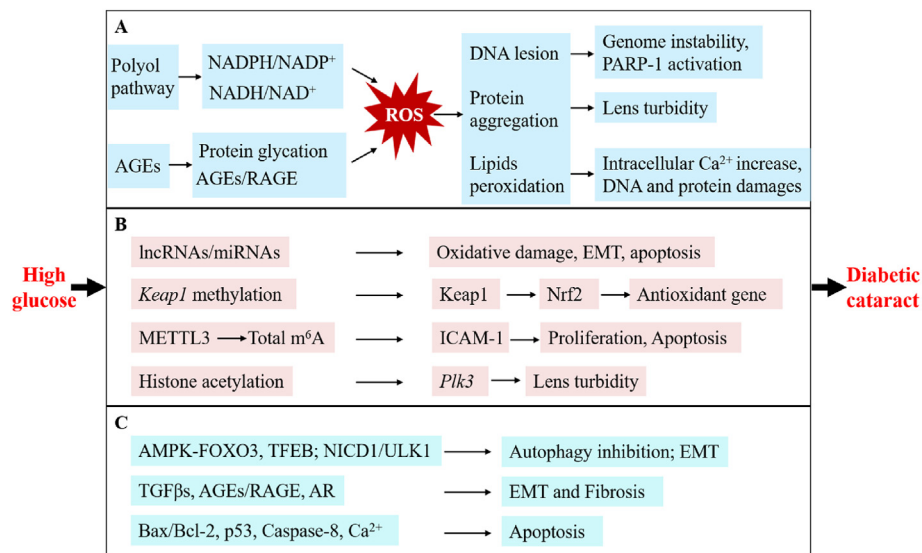 A
Polyol
pathway
NADPH/NADP⁺
NADH/NAD⁺
AGEs
Protein glycation
AGEs/RAGE
ROS
DNA lesion
Genome instability,
PARP-1 activation
Protein
aggregation
Lens turbidity
Lipids
peroxidation
Intracellular Ca²⁺ increase,
DNA and protein damages
High
glucose
B
lncRNAs/miRNAs
Oxidative damage, EMT, apoptosis
Keap1 methylation
Keap1
Nrf2
Antioxidant gene
METTL3
Total m⁶A
ICAM-1
Proliferation, Apoptosis
Histone acetylation
Plk3
Lens turbidity
Diabetic
cataract
C
AMPK-FOXO3, TFEB; NICD1/ULK1
Autophagy inhibition; EMT
TGFβs, AGEs/RAGE, AR
EMT and Fibrosis
Bax/Bcl-2, p53, Caspase-8, Ca²⁺
Apoptosis